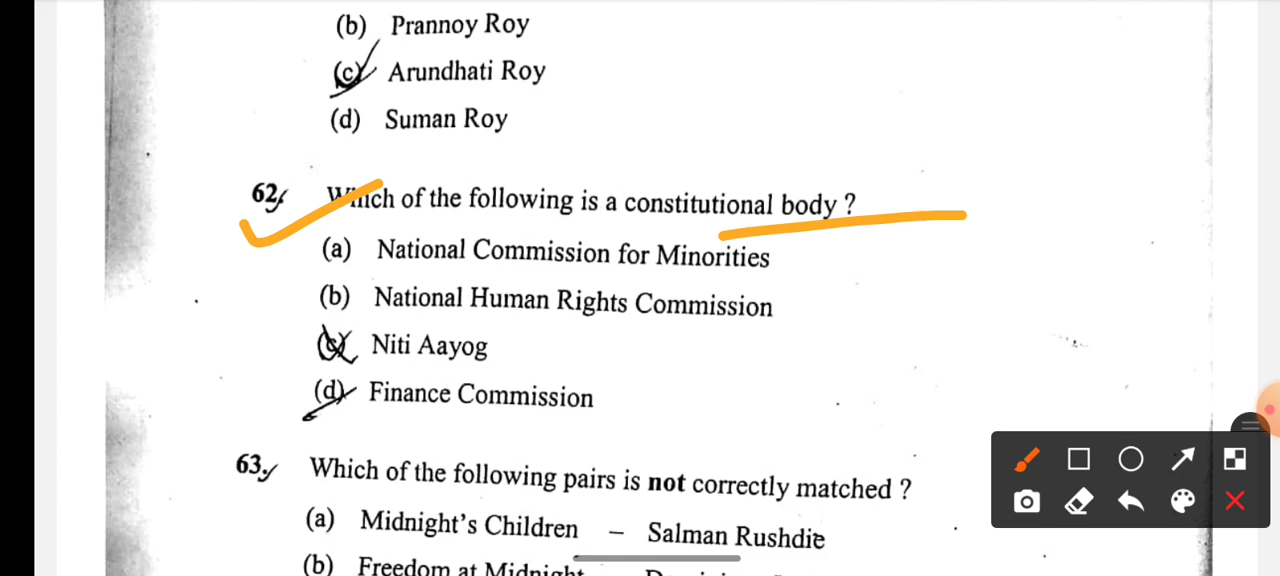 (b) Prannoy Roy
(c) Arundhati Roy
(d) Suman Roy
62. Which of the following is a constitutional body ?
(a) National Commission for Minorities
(b) National Human Rights Commission
(c) Niti Aayog
(d) Finance Commission
63. Which of the following pairs is not correctly matched ?
(a) Midnight's Children – Salman Rushdie
(b) Freedom at Midnight